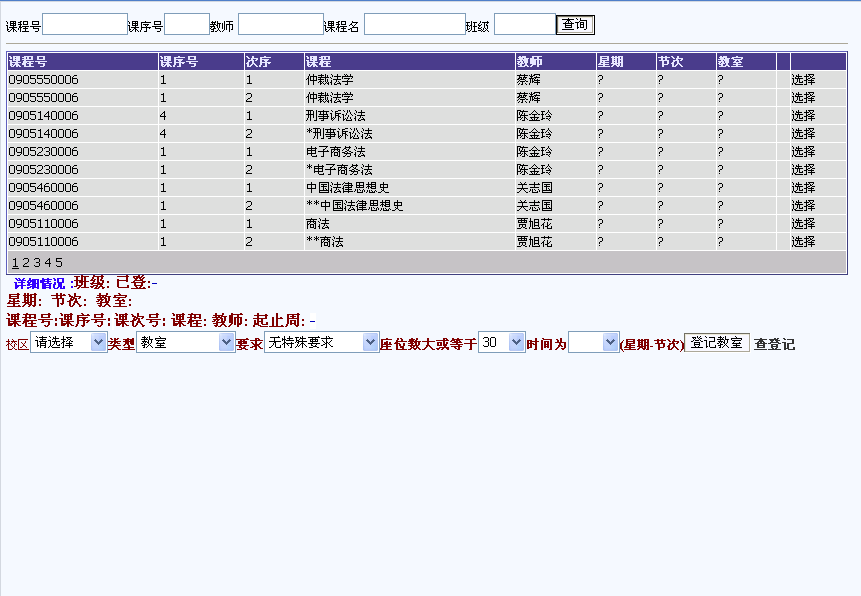 课程号 课序号 教师 课程名 班级 查询
课程号 课序号 次序 课程 教师 星期 节次 教室
0905550006 1 1 仲裁法学 蔡辉 ? ? ? 选择
0905550006 1 2 仲裁法学 蔡辉 ? ? ? 选择
0905140006 4 1 刑事诉讼法 陈金玲 ? ? ? 选择
0905140006 4 2 *刑事诉讼法 陈金玲 ? ? ? 选择
0905230006 1 1 电子商务法 陈金玲 ? ? ? 选择
0905230006 1 2 *电子商务法 陈金玲 ? ? ? 选择
0905460006 1 1 中国法律思想史 关志国 ? ? ? 选择
0905460006 1 2 **中国法律思想史 关志国 ? ? ? 选择
0905110006 1 1 商法 贾旭花 ? ? ? 选择
0905110006 1 2 **商法 贾旭花 ? ? ? 选择
1 2 3 4 5
详细情况 :班级: 已登:-
星期: 节次: 教室:
课程号:课序号: 课次号: 课程: 教师: 起止周: -
校区 请选择 类型 教室 要求 无特殊要求 座位数大或等于 30 时间为 (星期-节次) 登记教室 查登记